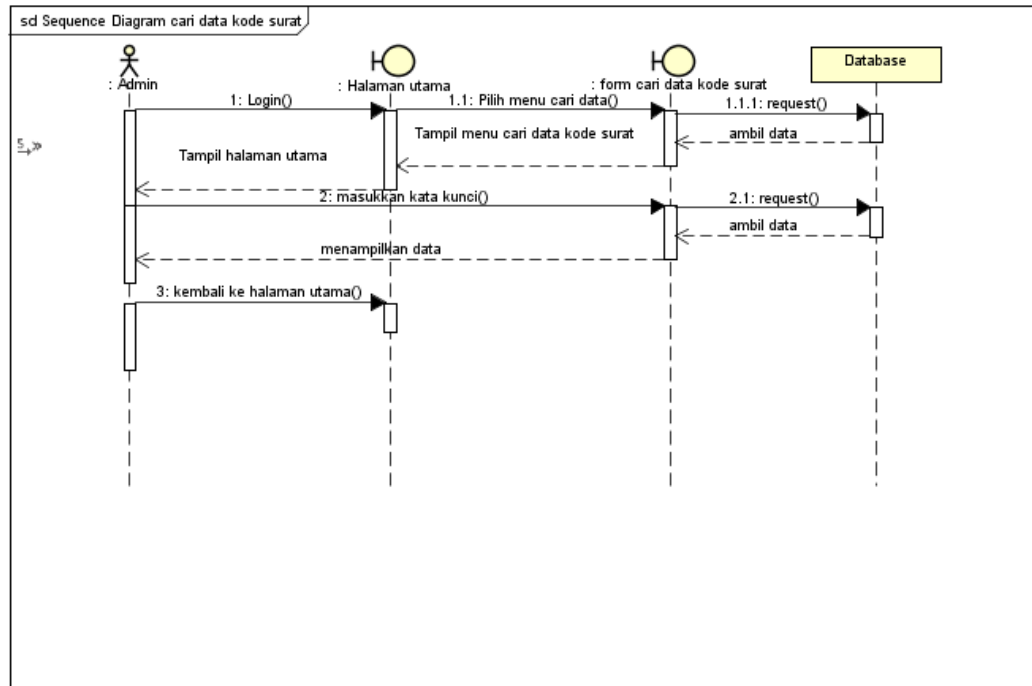 sd Sequence Diagram cari data kode surat
: Admin
: Halaman utama
: form cari data kode surat
Database
1: Login()
1.1: Pilih menu cari data()
1.1.1: request()
ambil data
Tampil menu cari data kode surat
Tampil halaman utama
2: masukkan kata kunci()
2.1: request()
ambil data
menampilkan data
3: kembali ke halaman utama()